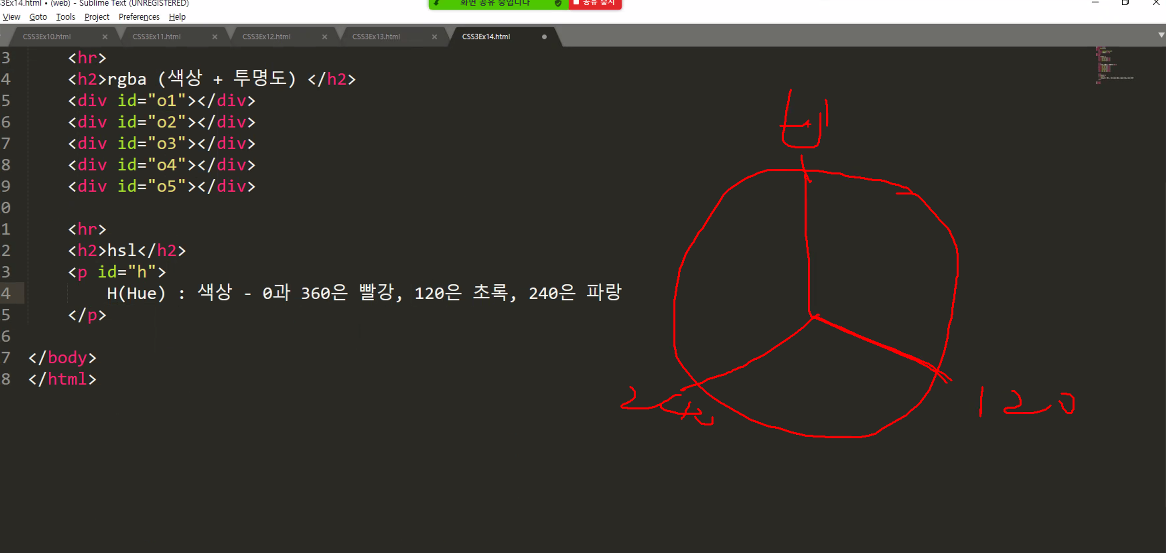 3Ex14.html • (web) - Sublime Text (UNREGISTERED)
화면 공유 중입니다 공유 중지
View Goto Tools Project Preferences Help
CSS3Ex10.html CSS3Ex11.html CSS3Ex12.html CSS3Ex13.html CSS3Ex14.html
3 <hr>
4 <h2>rgba (색상 + 투명도) </h2>
5 <div id="o1"></div>
6 <div id="o2"></div>
7 <div id="o3"></div>
8 <div id="o4"></div>
9 <div id="o5"></div>
0
1 <hr>
2 <h2>hsl</h2>
3 <p id="h">
4 H(Hue) : 색상 - 0과 360은 빨강, 120은 초록, 240은 파랑
5 </p>
6
7 </body>
8 </html>
120